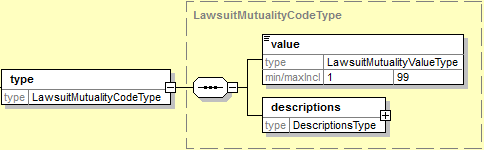 LawsuitMutualityCodeType
value
type LawsuitMutualityValueType
min/maxIncl 1 99
type
type LawsuitMutualityCodeType
descriptions
type DescriptionsType